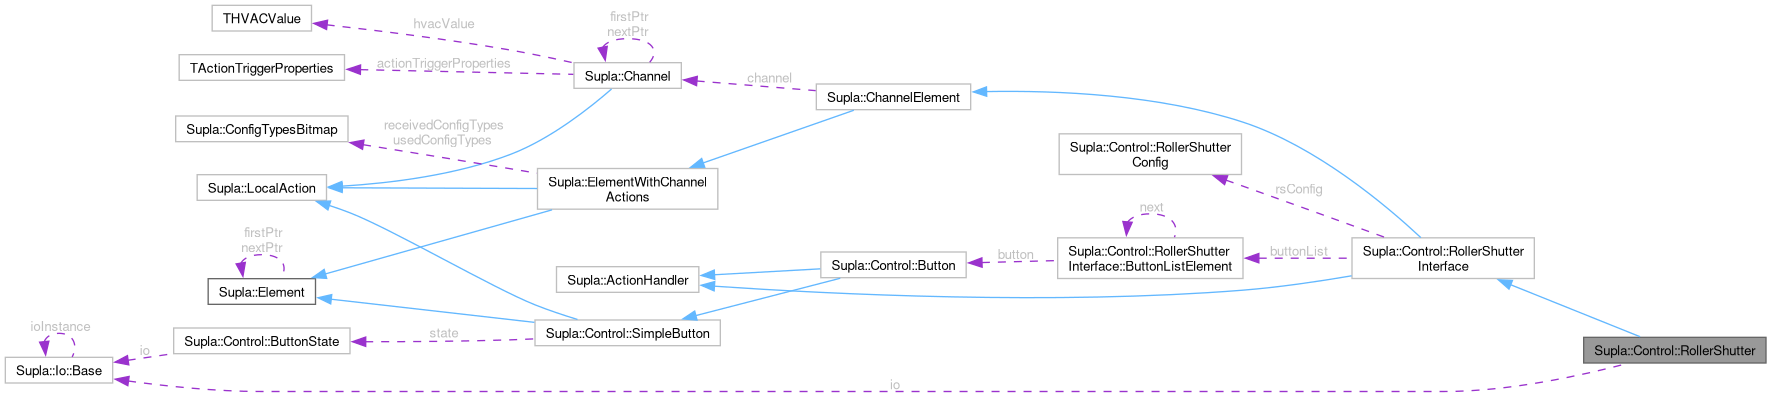 THVACValue
hvacValue
firstPtr
nextPtr
TActionTriggerProperties
actionTriggerProperties
Supla::Channel
channel
Supla::ChannelElement
Supla::ConfigTypesBitmap
receivedConfigTypes
usedConfigTypes
Supla::Control::RollerShutter
Config
Supla::LocalAction
Supla::ElementWithChannel
Actions
rsConfig
next
firstPtr
nextPtr
Supla::Control::RollerShutter
Interface::ButtonListElement
buttonList
Supla::Control::RollerShutter
Interface
button
Supla::Control::Button
Supla::ActionHandler
Supla::Element
ioInstance
Supla::Control::ButtonState
state
Supla::Control::SimpleButton
io
Supla::Io::Base
Supla::Control::RollerShutter
io